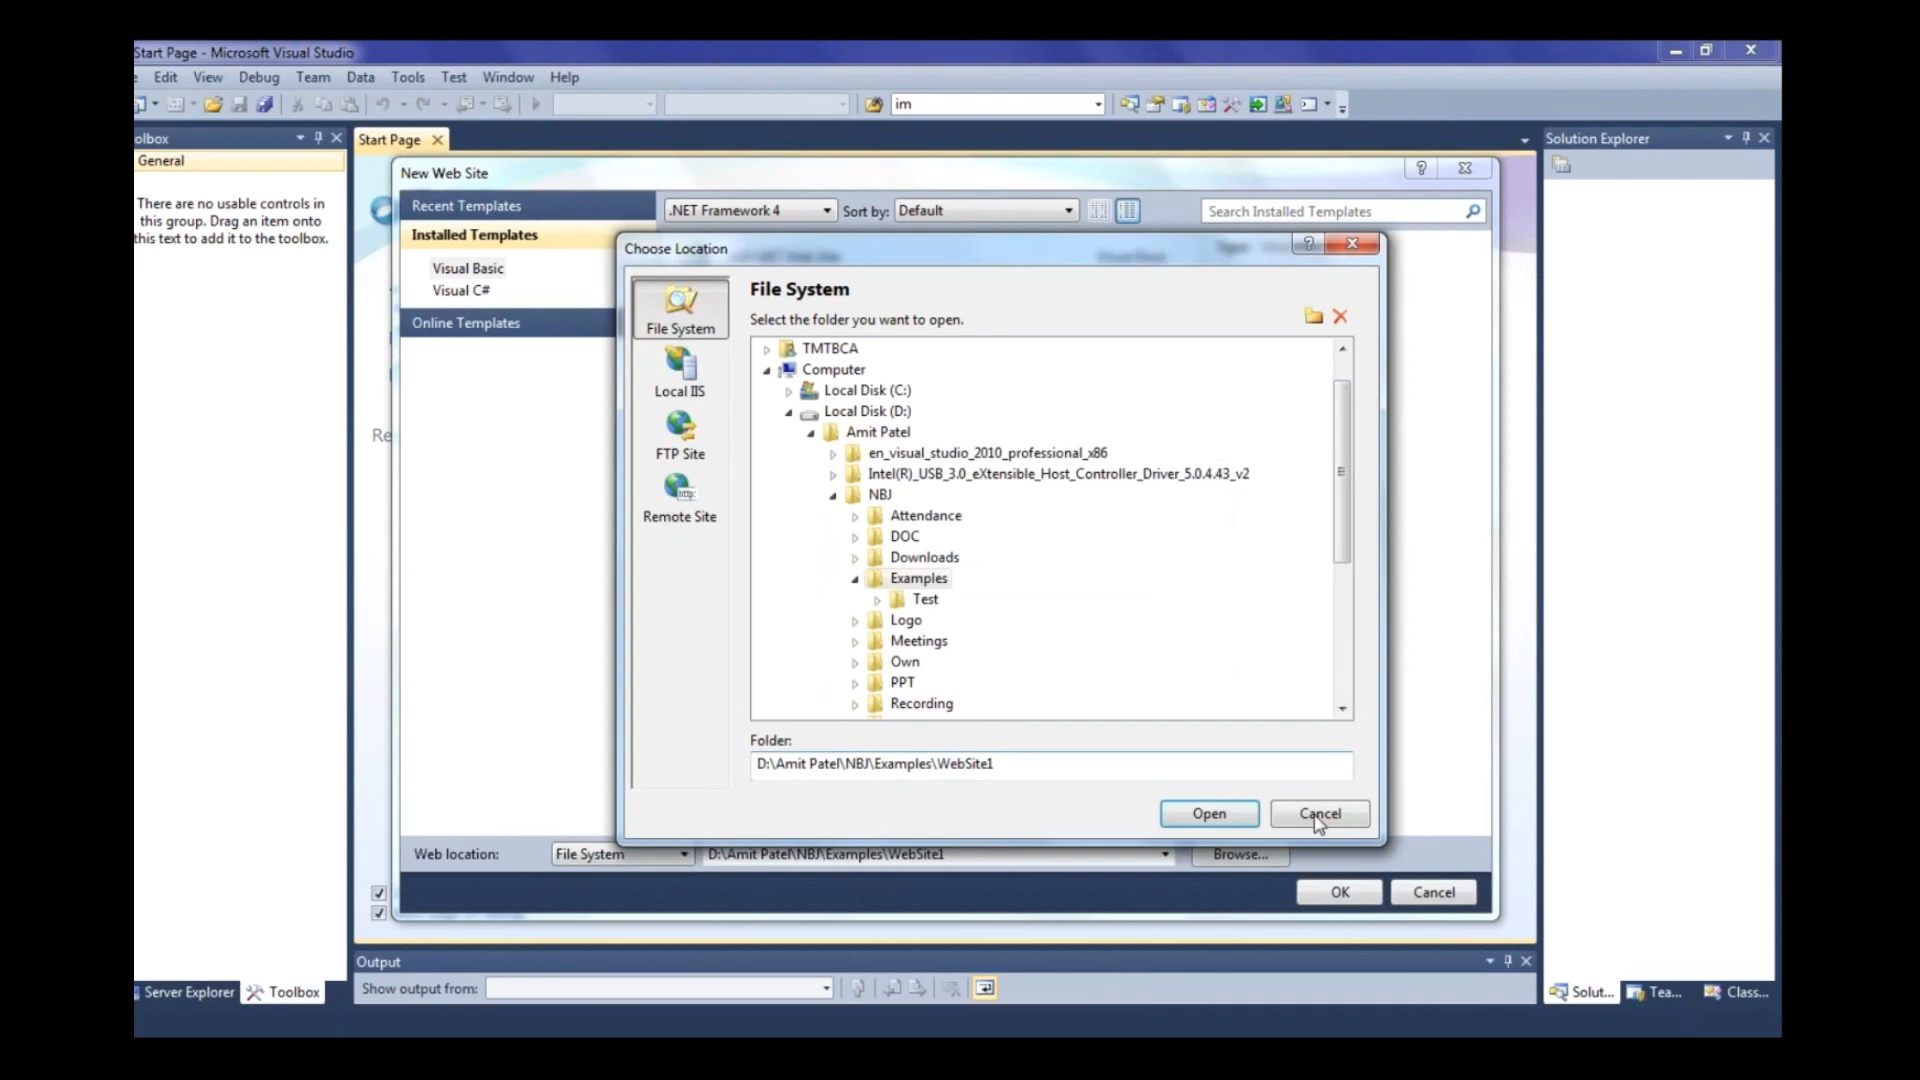 Start Page - Microsoft Visual Studio
Edit View Debug Team Data Tools Test Window Help
im
olbox
General
There are no usable controls in
this group. Drag an item onto
this text to add it to the toolbox.
Start Page
Solution Explorer
New Web Site
Recent Templates
.NET Framework 4
Sort by: Default
Search Installed Templates
Installed Templates
Visual Basic
Visual C#
Online Templates
Re
Choose Location
File System
Local IIS
FTP Site
Remote Site
File System
Select the folder you want to open.
TMTBCA
Computer
Local Disk (C:)
Local Disk (D:)
Amit Patel
en_visual_studio_2010_professional_x86
Intel(R)_USB_3.0_eXtensible_Host_Controller_Driver_5.0.4.43_v2
NBJ
Attendance
DOC
Downloads
Examples
Test
Logo
Meetings
Own
PPT
Recording
Folder:
D:\Amit Patel\NBJ\Examples\WebSite1
Open Cancel
Web location: File System D:\Amit Patel\NBJ\Examples\WebSite1 Browse...
OK Cancel
Output
Show output from:
Server Explorer Toolbox
Solut... Tea... Class...